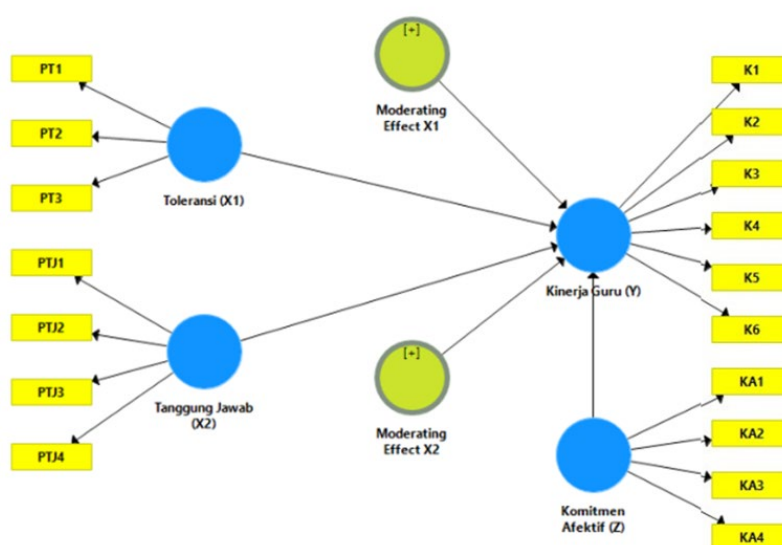 PT1
PT2
PT3
Toleransi (X1)
PTJ1
PTJ2
PTJ3
PTJ4
Tanggung Jawab
(X2)
[+]
Moderating
Effect X1
[+]
Moderating
Effect X2
Kinerja Guru (Y)
Komitmen
Afektif (Z)
K1
K2
K3
K4
K5
K6
KA1
KA2
KA3
KA4